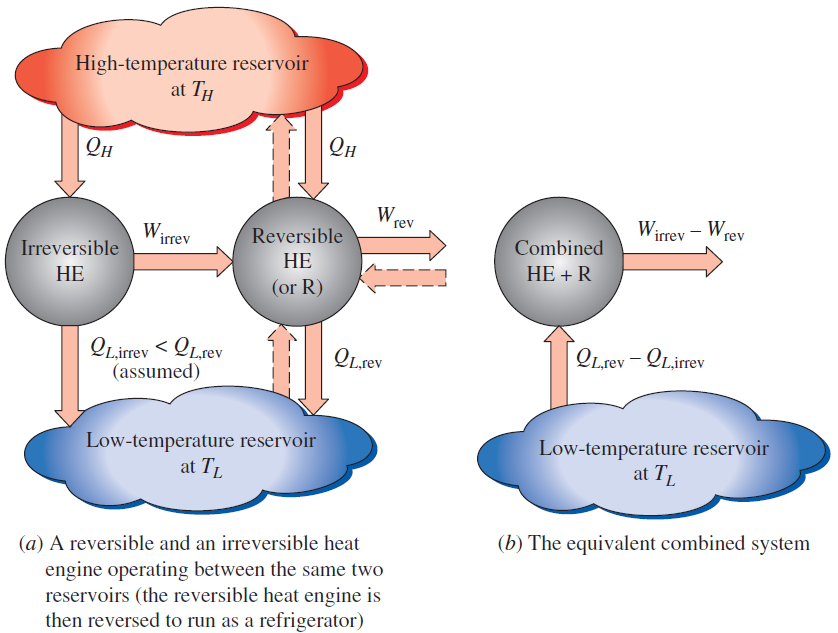 High-temperature reservoir
at T_H
Q_H
Q_H
Irreversible
HE
W_irrev
Reversible
HE
(or R)
W_rev
Q_L,irrev < Q_L,rev
(assumed)
Q_L,rev
Low-temperature reservoir
at T_L
(a) A reversible and an irreversible heat
engine operating between the same two
reservoirs (the reversible heat engine is
then reversed to run as a refrigerator)
Combined
HE + R
W_irrev – W_rev
Q_L,rev – Q_L,irrev
Low-temperature reservoir
at T_L
(b) The equivalent combined system